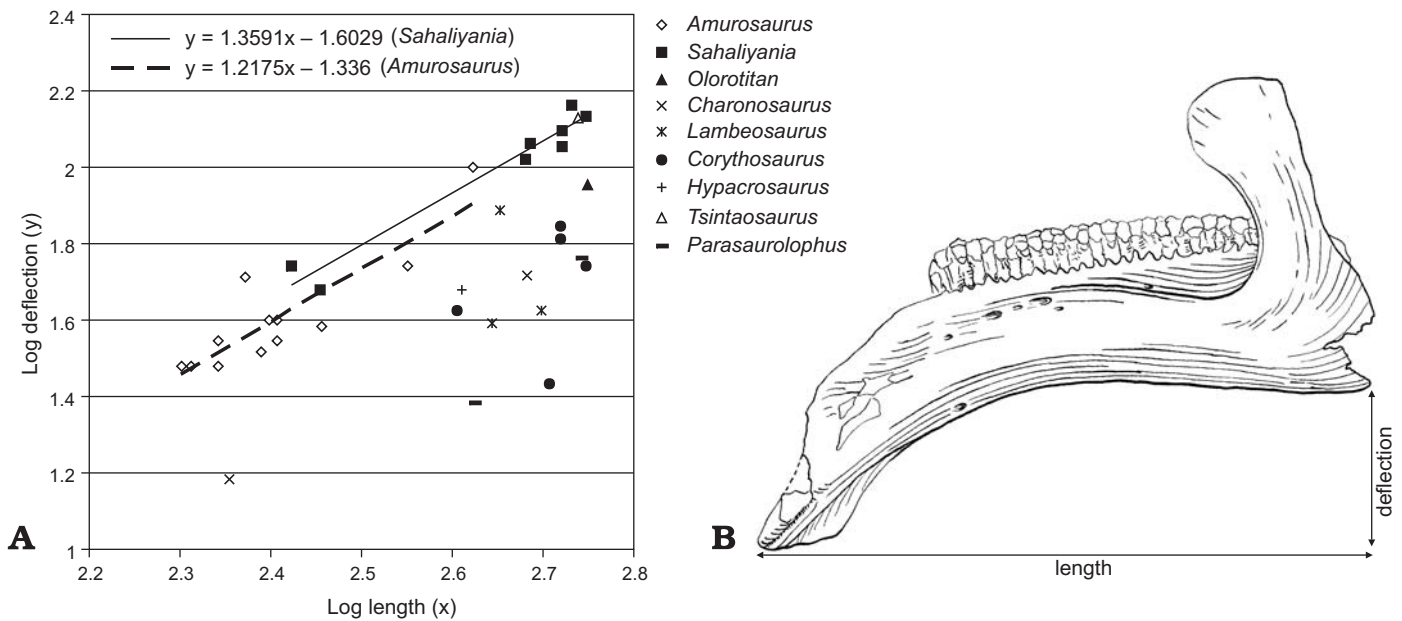 2.4
2.2
2
1.8
1.6
1.4
1.2
1
Log deflection (y)
y = 1.3591x – 1.6029 (Sahaliyania)
y = 1.2175x – 1.336 (Amurosaurus)
2.2 2.3 2.4 2.5 2.6 2.7 2.8
Log length (x)
A
Amurosaurus
Sahaliyania
Olorotitan
Charonosaurus
Lambeosaurus
Corythosaurus
Hypacrosaurus
Tsintaosaurus
Parasaurolophus
B
deflection
length